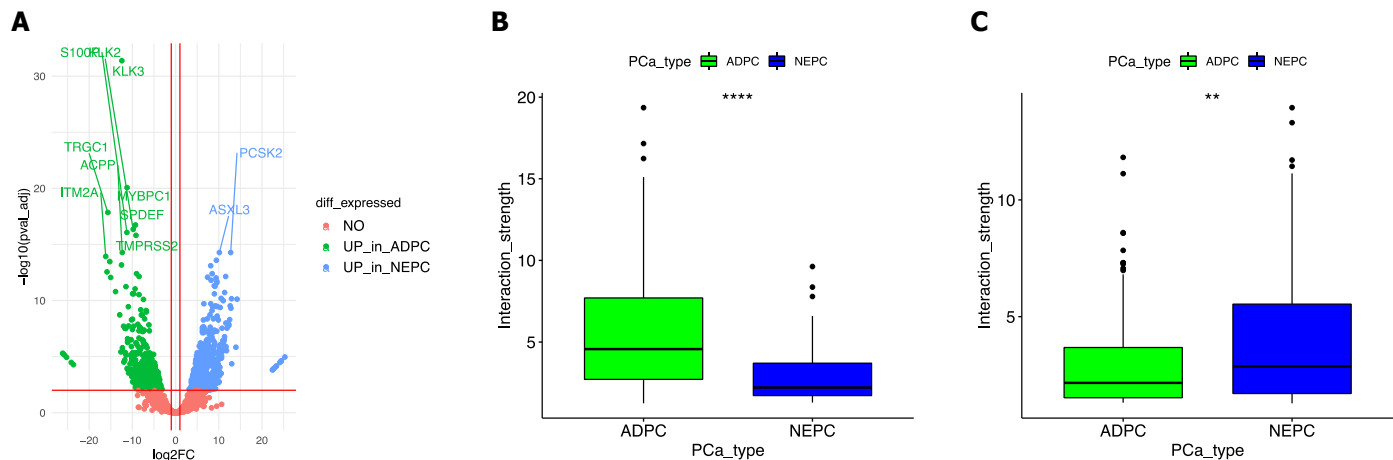 A
S100P
KLK2
KLK3
TRGC1
ACPP
ITM2A
MYBPC1
SPDEF
TMPRSS2
PCSK2
ASXL3
-log10(pval_adj)
30
20
10
0
−20
−10
0
10
20
log2FC
diff_expressed
a NO
a UP_in_ADPC
a UP_in_NEPC
B
PCa_type ADPC NEPC
****
Interaction_strength
20
15
10
5
ADPC NEPC
PCa_type
C
PCa_type ADPC NEPC
**
Interaction_strength
10
5
ADPC NEPC
PCa_type